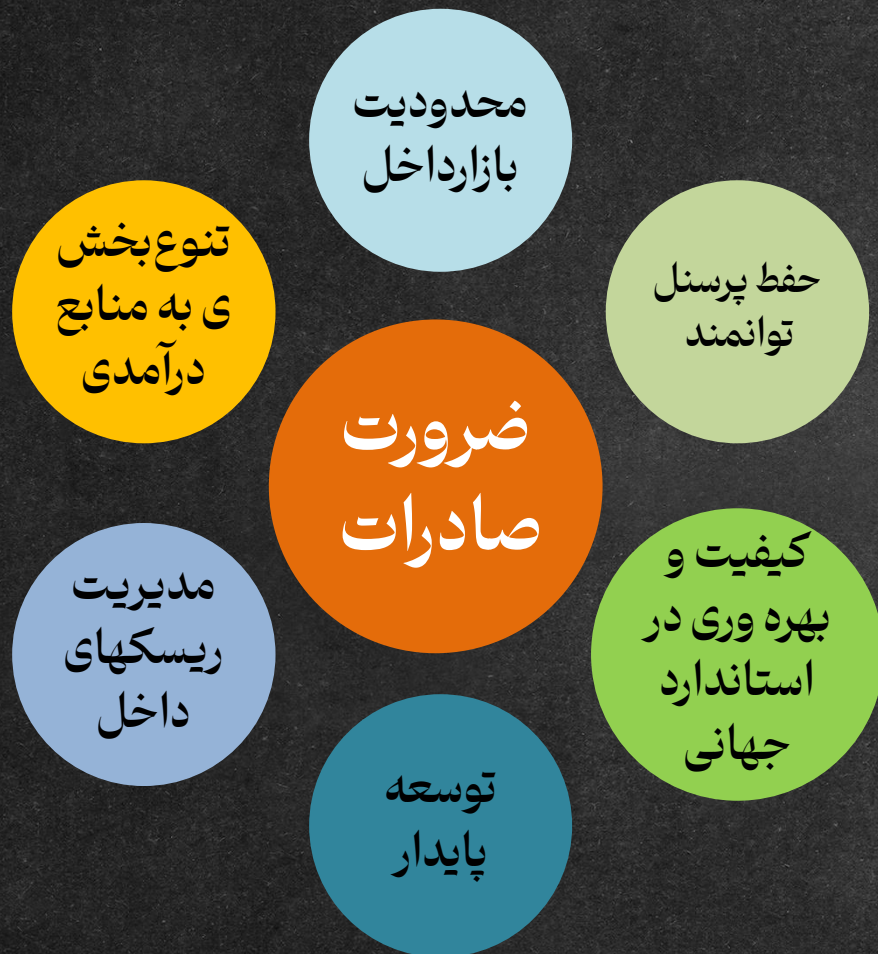 محدودیت
بازارداخل
حفط پرسنل
توانمند
تنوع‌بخش
ی به منابع
درآمدی
ضرورت
صادرات
کیفیت و
بهره وری در
استاندارد
جهانی
مدیریت
ریسکهای
داخل
توسعه
پایدار